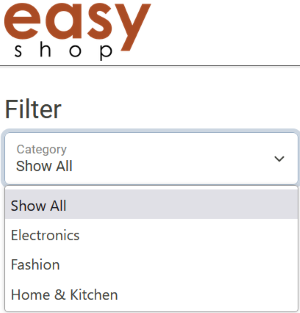 easy
shop
Filter
Category
Show All
Show All
Electronics
Fashion
Home & Kitchen